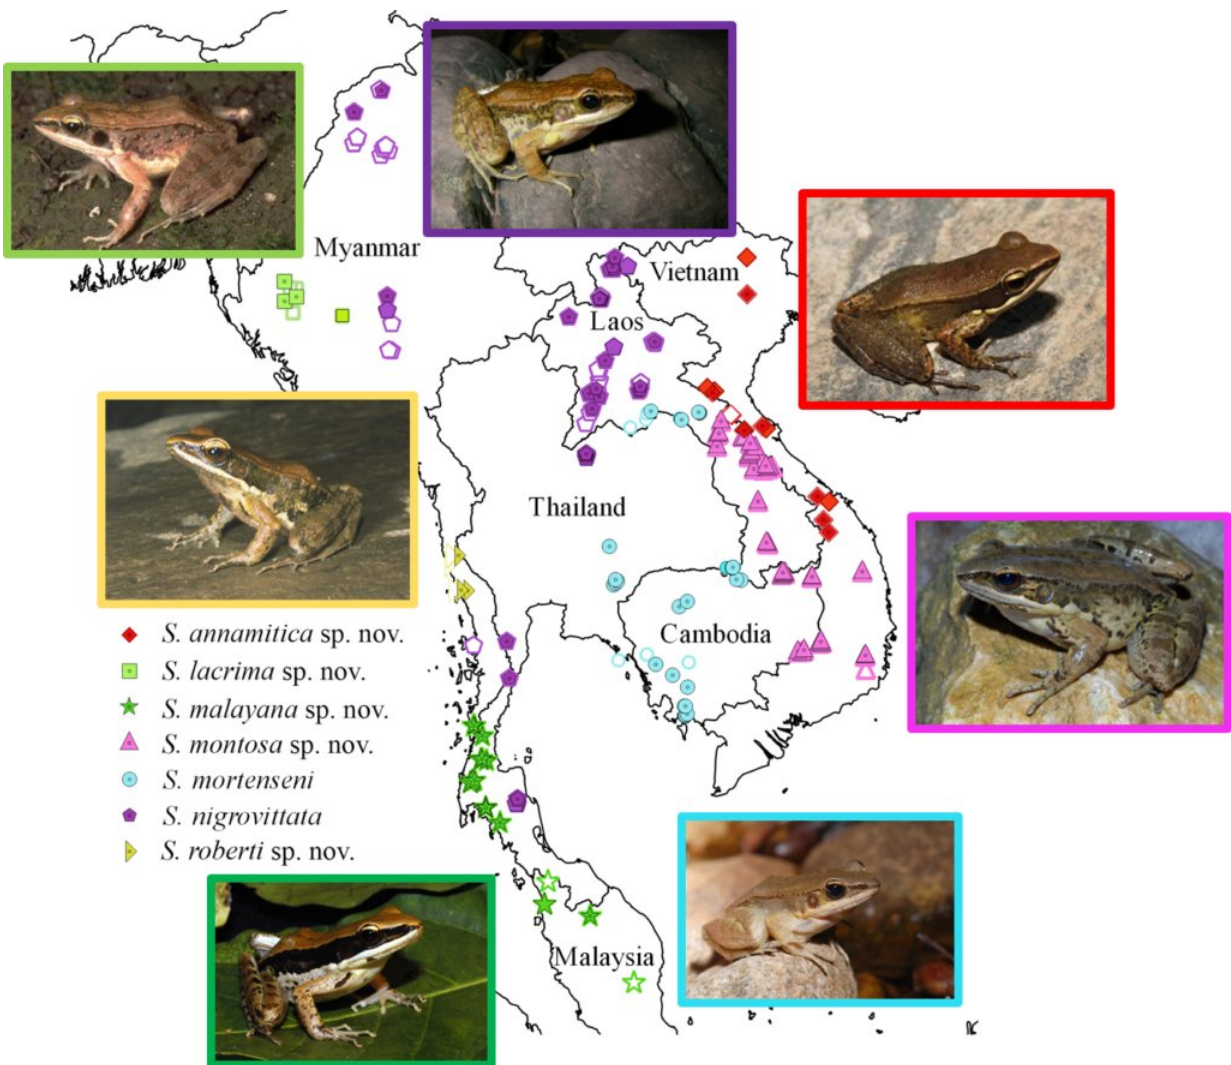 Myanmar
Vietnam
Laos
Thailand
Cambodia
S. annamitica sp. nov.
S. lacrima sp. nov.
S. malayana sp. nov.
S. montosa sp. nov.
S. mortenseni
S. nigrovittata
S. roberti sp. nov.
Malaysia